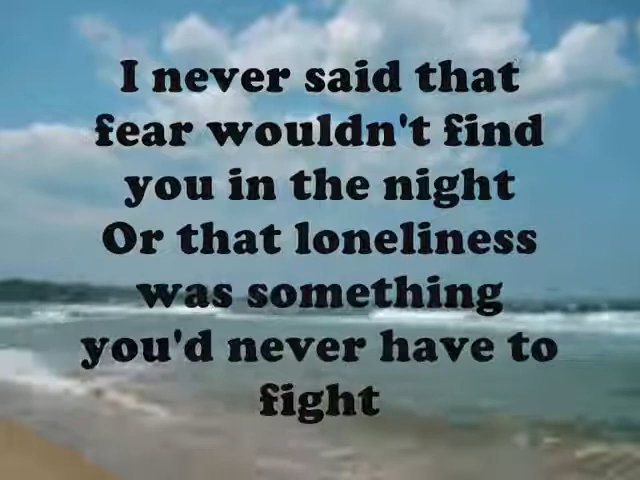 I never said that
fear wouldn't find
you in the night
Or that loneliness
was something
you'd never have to
fight